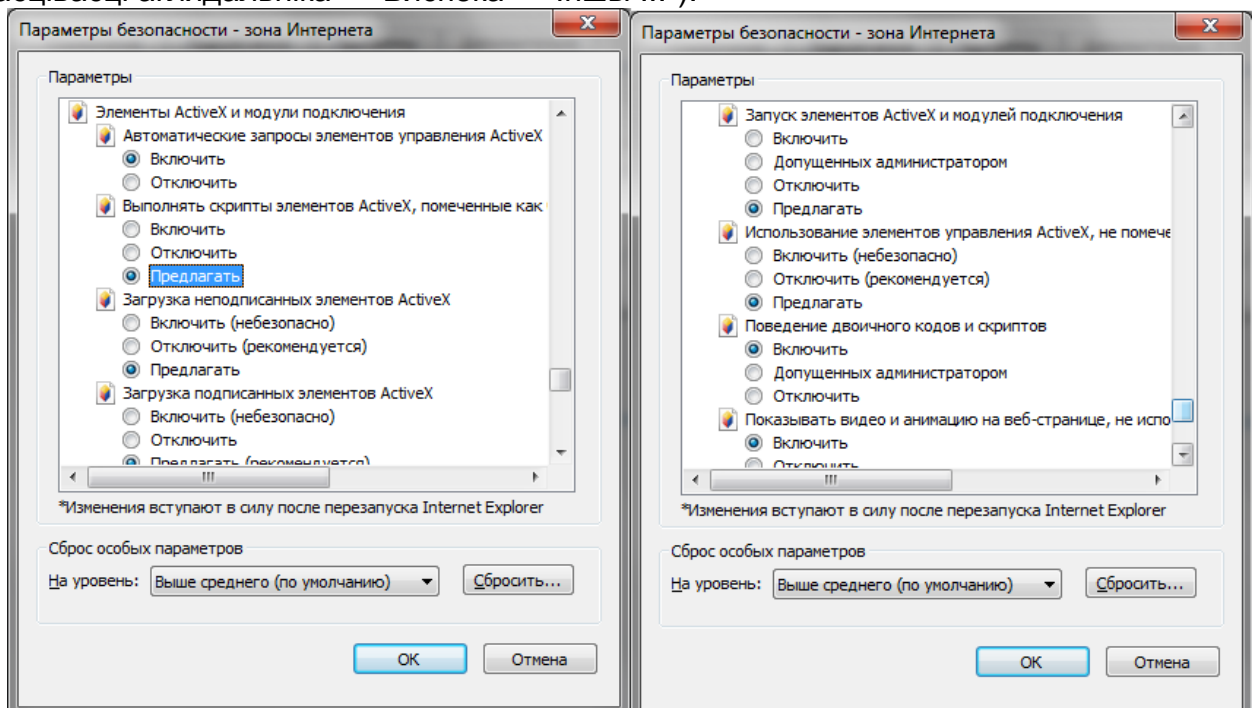 Параметры безопасности - зона Интернета
Параметры
Элементы ActiveX и модули подключения
Автоматические запросы элементов управления ActiveX
Включить
Отключить
Выполнять скрипты элементов ActiveX, помеченные как
Включить
Отключить
Предлагать
Загрузка неподписанных элементов ActiveX
Включить (небезопасно)
Отключить (рекомендуется)
Предлагать
Загрузка подписанных элементов ActiveX
Включить (небезопасно)
Отключить
Предлагать (рекомендуется)
*Изменения вступают в силу после перезапуска Internet Explorer
Сброс особых параметров
На уровень: Выше среднего (по умолчанию) Сбросить...
OK Отмена
Параметры безопасности - зона Интернета
Параметры
Запуск элементов ActiveX и модулей подключения
Включить
Допущенных администратором
Отключить
Предлагать
Использование элементов управления ActiveX, не помече
Включить (небезопасно)
Отключить (рекомендуется)
Предлагать
Поведение двоичного кодов и скриптов
Включить
Допущенных администратором
Отключить
Показывать видео и анимацию на веб-странице, не испо
Включить
Отключить
*Изменения вступают в силу после перезапуска Internet Explorer
Сброс особых параметров
На уровень: Выше среднего (по умолчанию) Сбросить...
OK Отмена